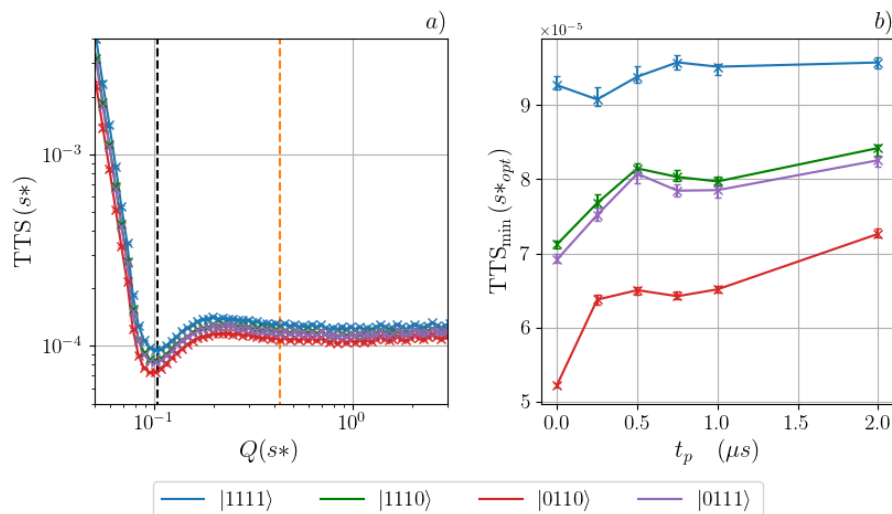 a)
TTS (s*)
10⁻³
10⁻⁴
10⁻¹
10⁰
Q(s*)
b)
×10⁻⁵
TTS_min (s*_opt)
9
8
7
6
5
0.0 0.5 1.0 1.5 2.0
t_p (μs)
|1111⟩ |1110⟩ |0110⟩ |0111⟩